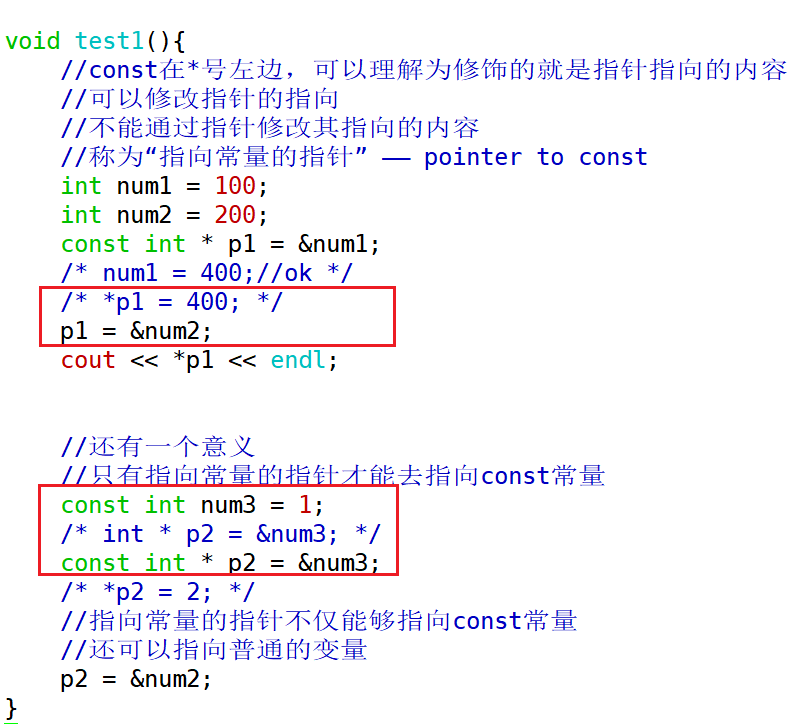 void test1(){
    //const在*号左边，可以理解为修饰的就是指针指向的内容
    //可以修改指针的指向
    //不能通过指针修改其指向的内容
    //称为“指向常量的指针” —— pointer to const
    int num1 = 100;
    int num2 = 200;
    const int * p1 = &num1;
    /* num1 = 400;//ok */
    /* *p1 = 400; */
    p1 = &num2;
    cout << *p1 << endl;
    //还有一个意义
    //只有指向常量的指针才能去指向const常量
    const int num3 = 1;
    /* int * p2 = &num3; */
    const int * p2 = &num3;
    /* *p2 = 2; */
    //指向常量的指针不仅能够指向const常量
    //还可以指向普通的变量
    p2 = &num2;
}